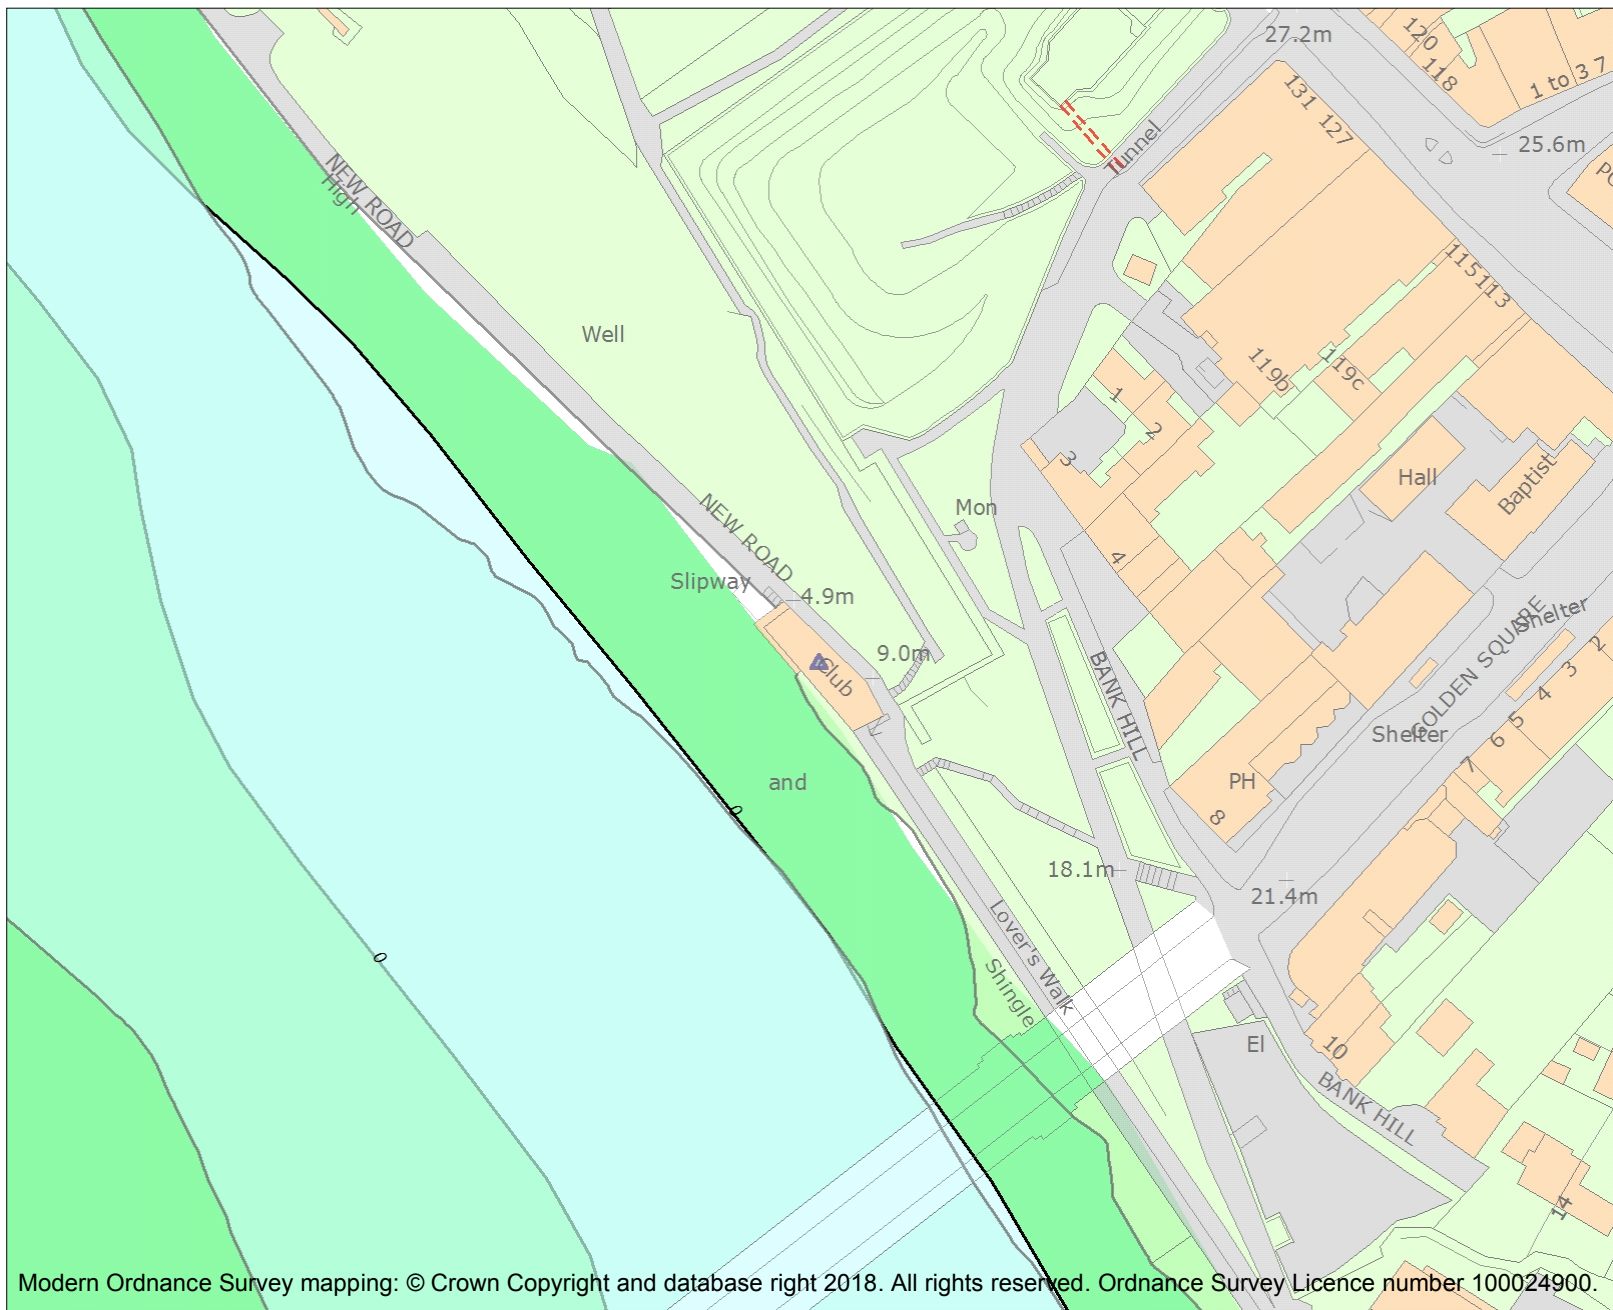 27.2m
120
118
1 to 3 7
131
127
Tunnel
25.6m
NEW ROAD
High
115
113
Well
119b
119c
1
2
3
Hall
Baptist
NEW ROAD
Mon
4
Slipway
4.9m
9.0m
Club
BANK HILL
GOLDEN SQUARE
Shelter
2
3
4
5
6
7
Shelter
and
PH
8
0
18.1m
21.4m
Lover's Walk
Shingle
0
El
10
BANK HILL
14
Modern Ordnance Survey mapping: © Crown Copyright and database right 2018. All rights reserved. Ordnance Survey Licence number 100024900.